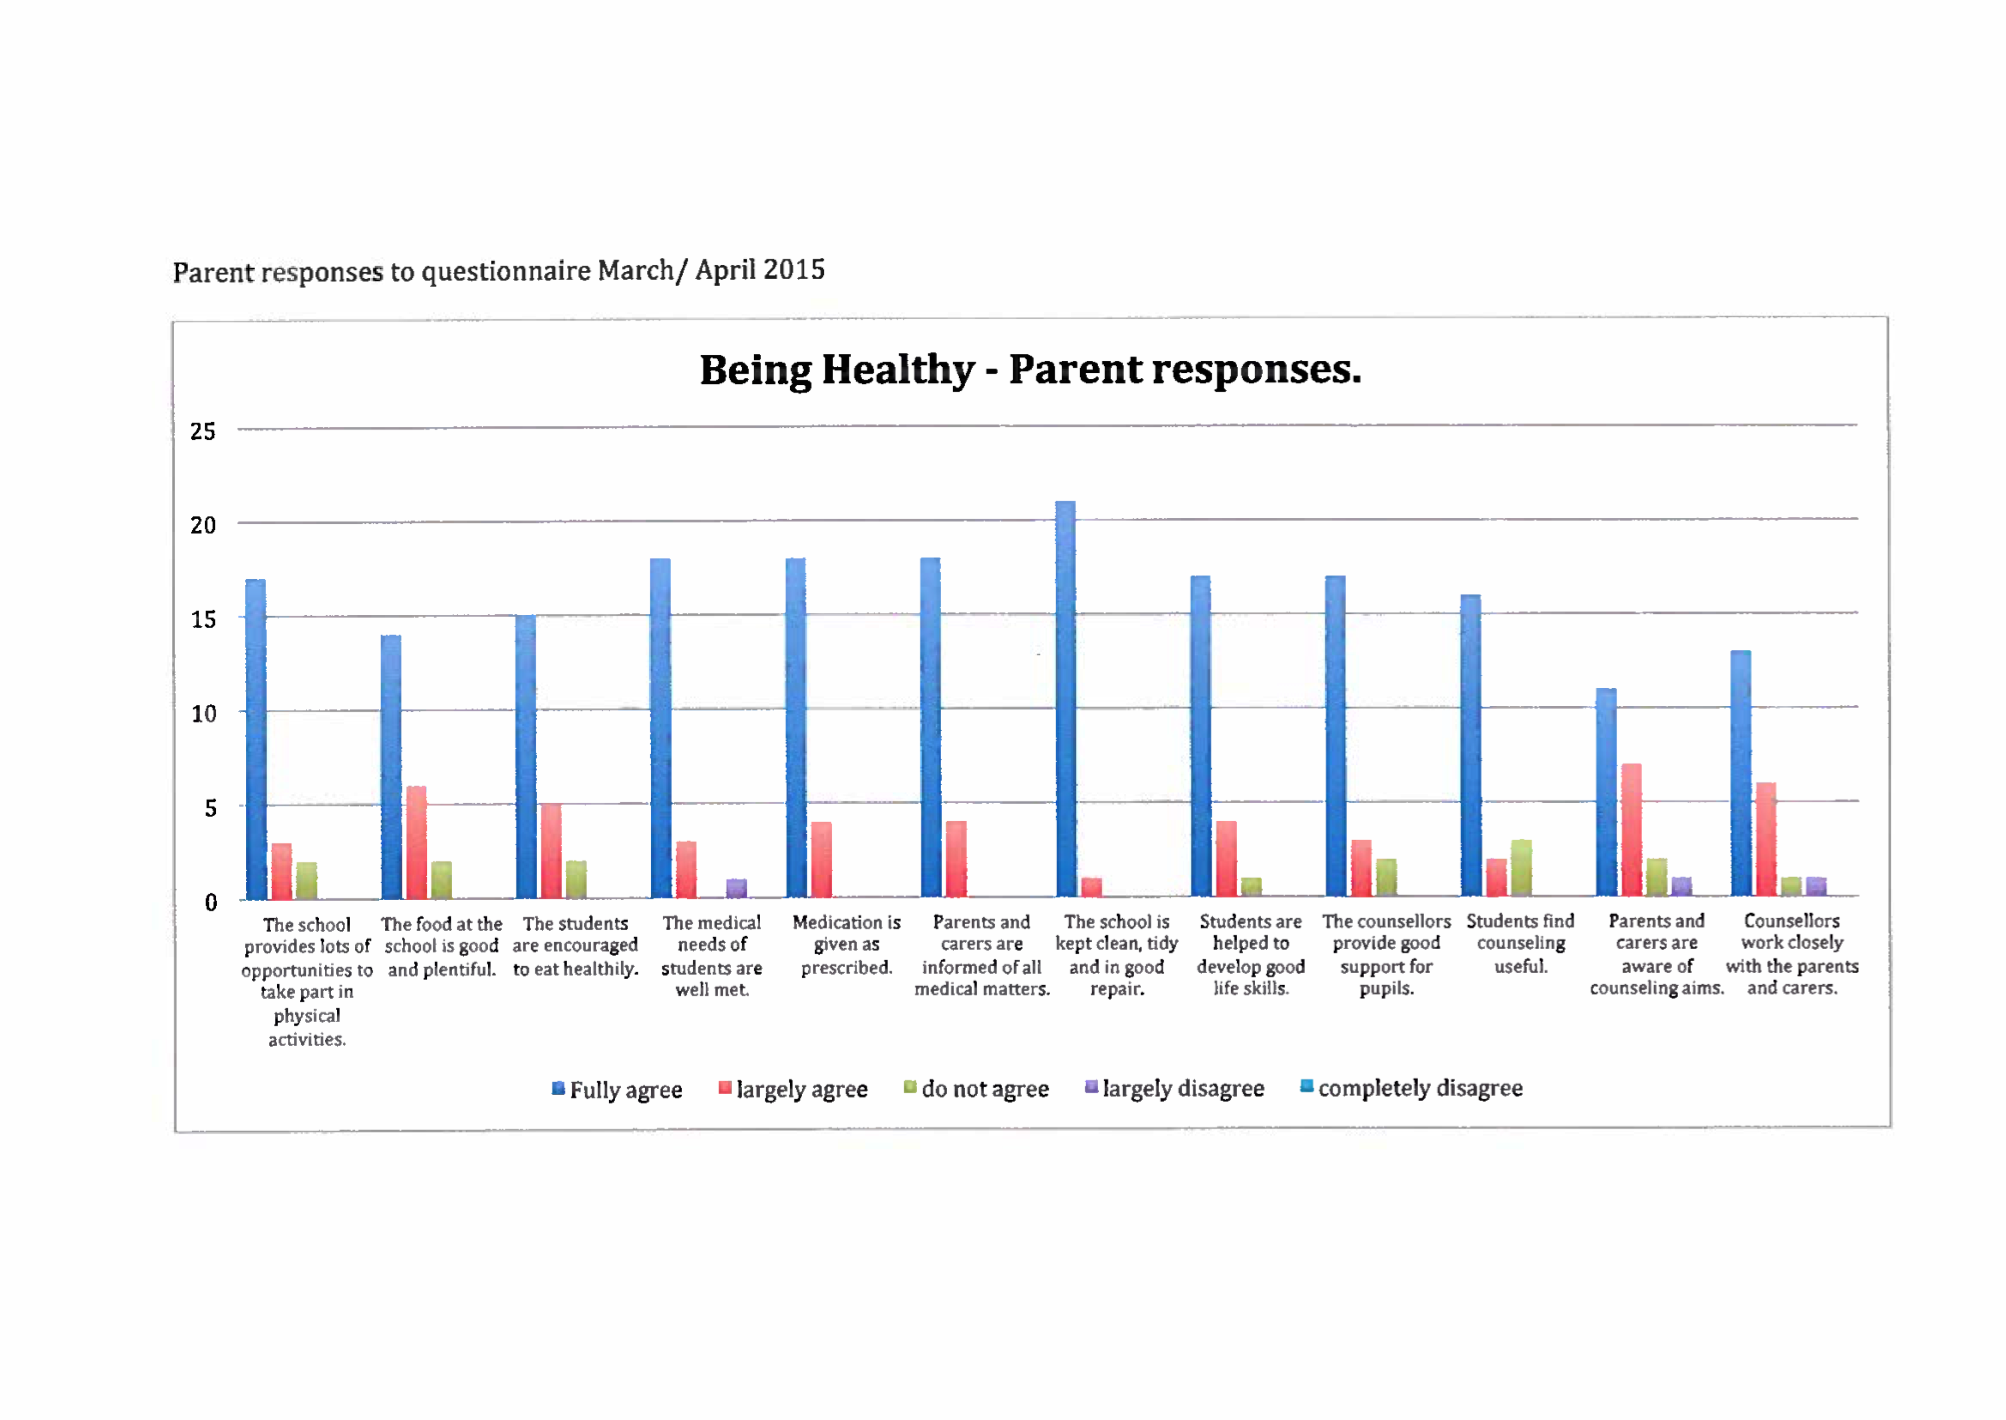 Parent responses to questionnaire March/ April 2015
Being Healthy - Parent responses.
25
20
15
10
5
0
The school
provides lots of
opportunities to
take part in
physical
activities.
The food at the
school is good
and plentiful.
The students
are encouraged
to eat healthily.
The medical
needs of
students are
well met.
Medication is
given as
prescribed.
Parents and
carers are
informed of all
medical matters.
The school is
kept clean, tidy
and in good
repair.
Students are
helped to
develop good
life skills.
The counsellors
provide good
support for
pupils.
Students find
counseling
useful.
Parents and
carers are
aware of
counseling aims.
Counsellors
work closely
with the parents
and carers.
Fully agree
largely agree
do not agree
largely disagree
completely disagree